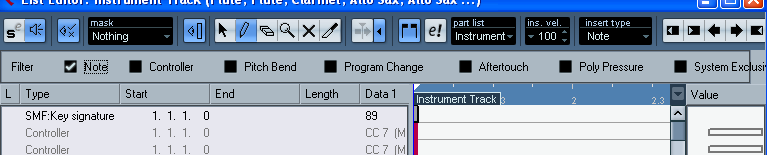 List Editor: Instrument Track (Flute, Flute, Clarinet, Alto Sax, Alto Sax ...)
mask part list ins. vel. insert type
Nothing e! Instrument 100 Note
Filter Note Controller Pitch Bend Program Change Aftertouch Poly Pressure System Exclusi
L Type Start End Length Data 1 Instrument Track 3 2 2.3 Value
SMF:Key signature 1. 1. 1. 0 89
Controller 1. 1. 1. 0 CC 7 (M
Controller 1. 1. 1. 0 CC 7 (M